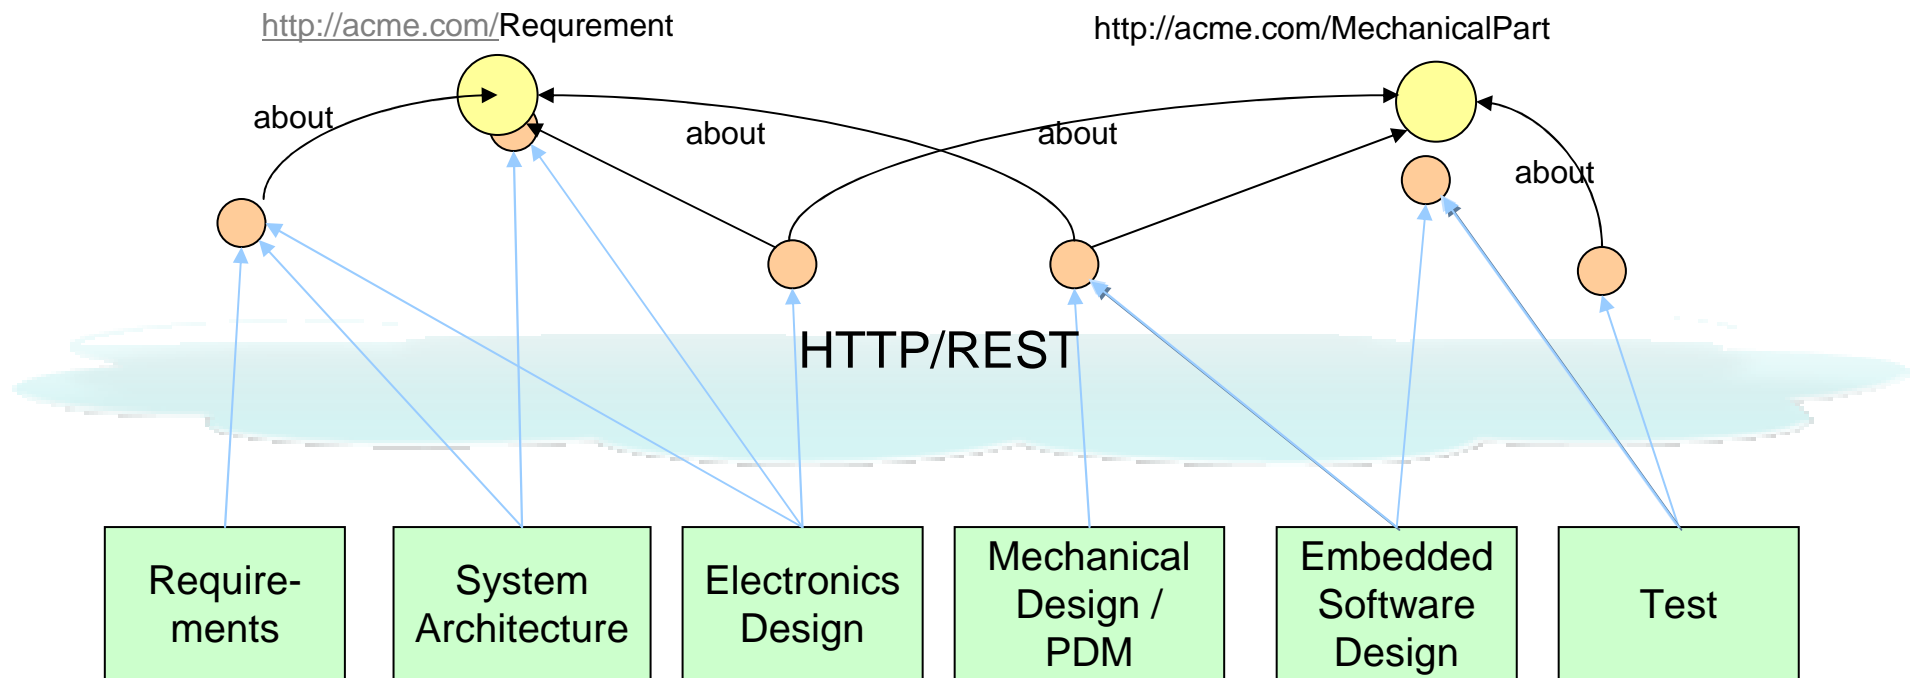 http://acme.com/Requrement
http://acme.com/MechanicalPart
about
about
about
about
HTTP/REST
Require-
ments
System
Architecture
Electronics
Design
Mechanical
Design /
PDM
Embedded
Software
Design
Test